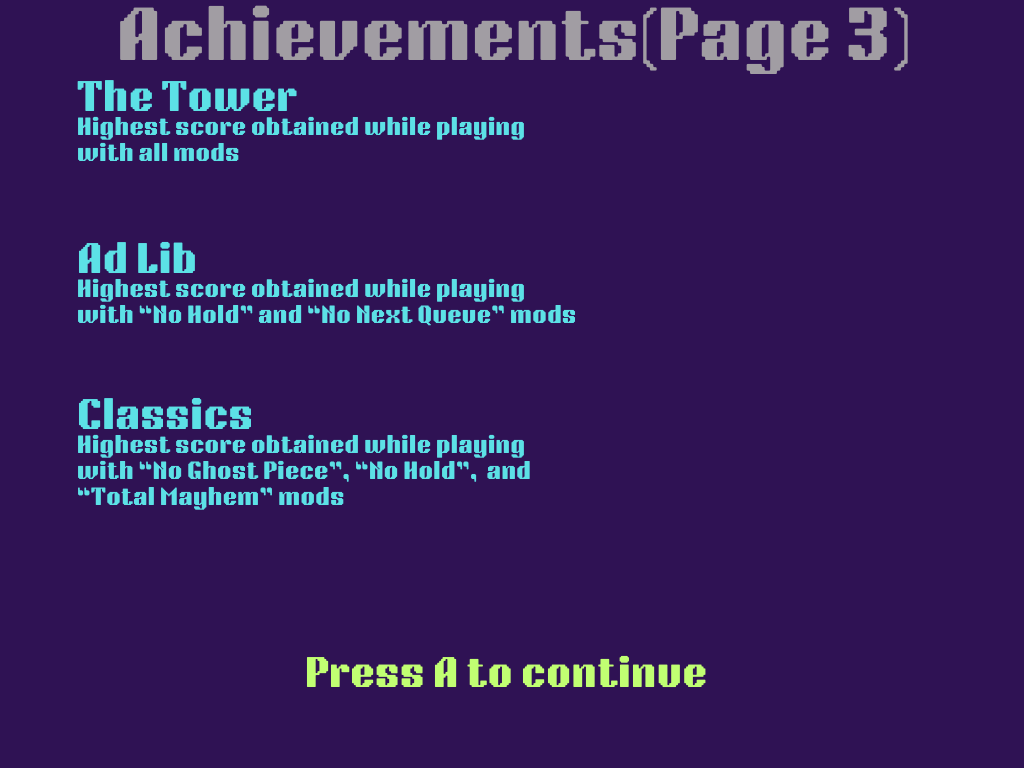 Achievements(Page 3)
The Tower
Highest score obtained while playing
with all mods
Ad Lib
Highest score obtained while playing
with “No Hold” and “No Next Queue” mods
Classics
Highest score obtained while playing
with “No Ghost Piece”, “No Hold”,  and
“Total Mayhem” mods
Press A to continue